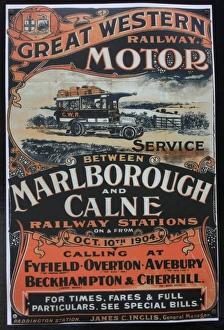 GREAT WESTERN
RAILWAY.
MOTOR
G.W.R.
SERVICE
BETWEEN
MARLBOROUGH
AND
CALNE
RAILWAY STATIONS
ON & FROM
OCT. 10TH 1904.
CALLING AT
FYFIELD·OVERTON·AVEBURY
BECKHAMPTON & CHERHILL
FOR TIMES, FARES & FULL
PARTICULARS, SEE SPECIAL BILLS.
PADDINGTON STATION. JAMES C. INGLIS, General Manager.